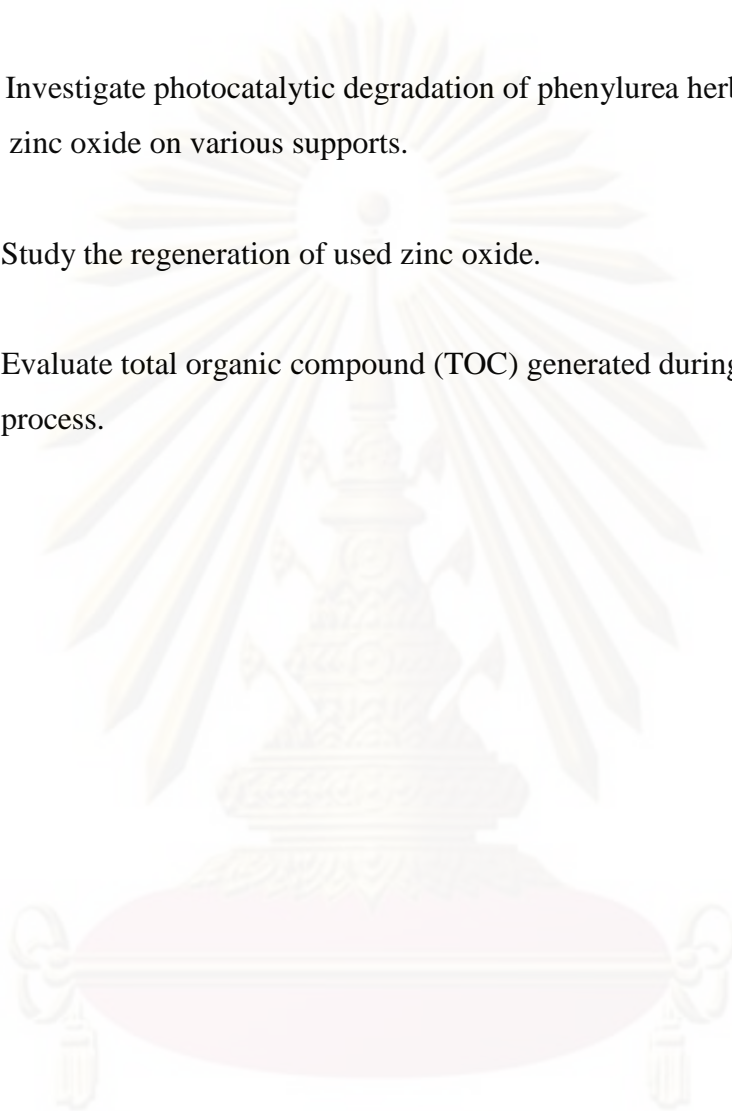 Investigate photocatalytic degradation of phenylurea
zinc oxide on various supports.
Study the regeneration of used zinc oxide.
Evaluate total organic compound (TOC) generated during
process.